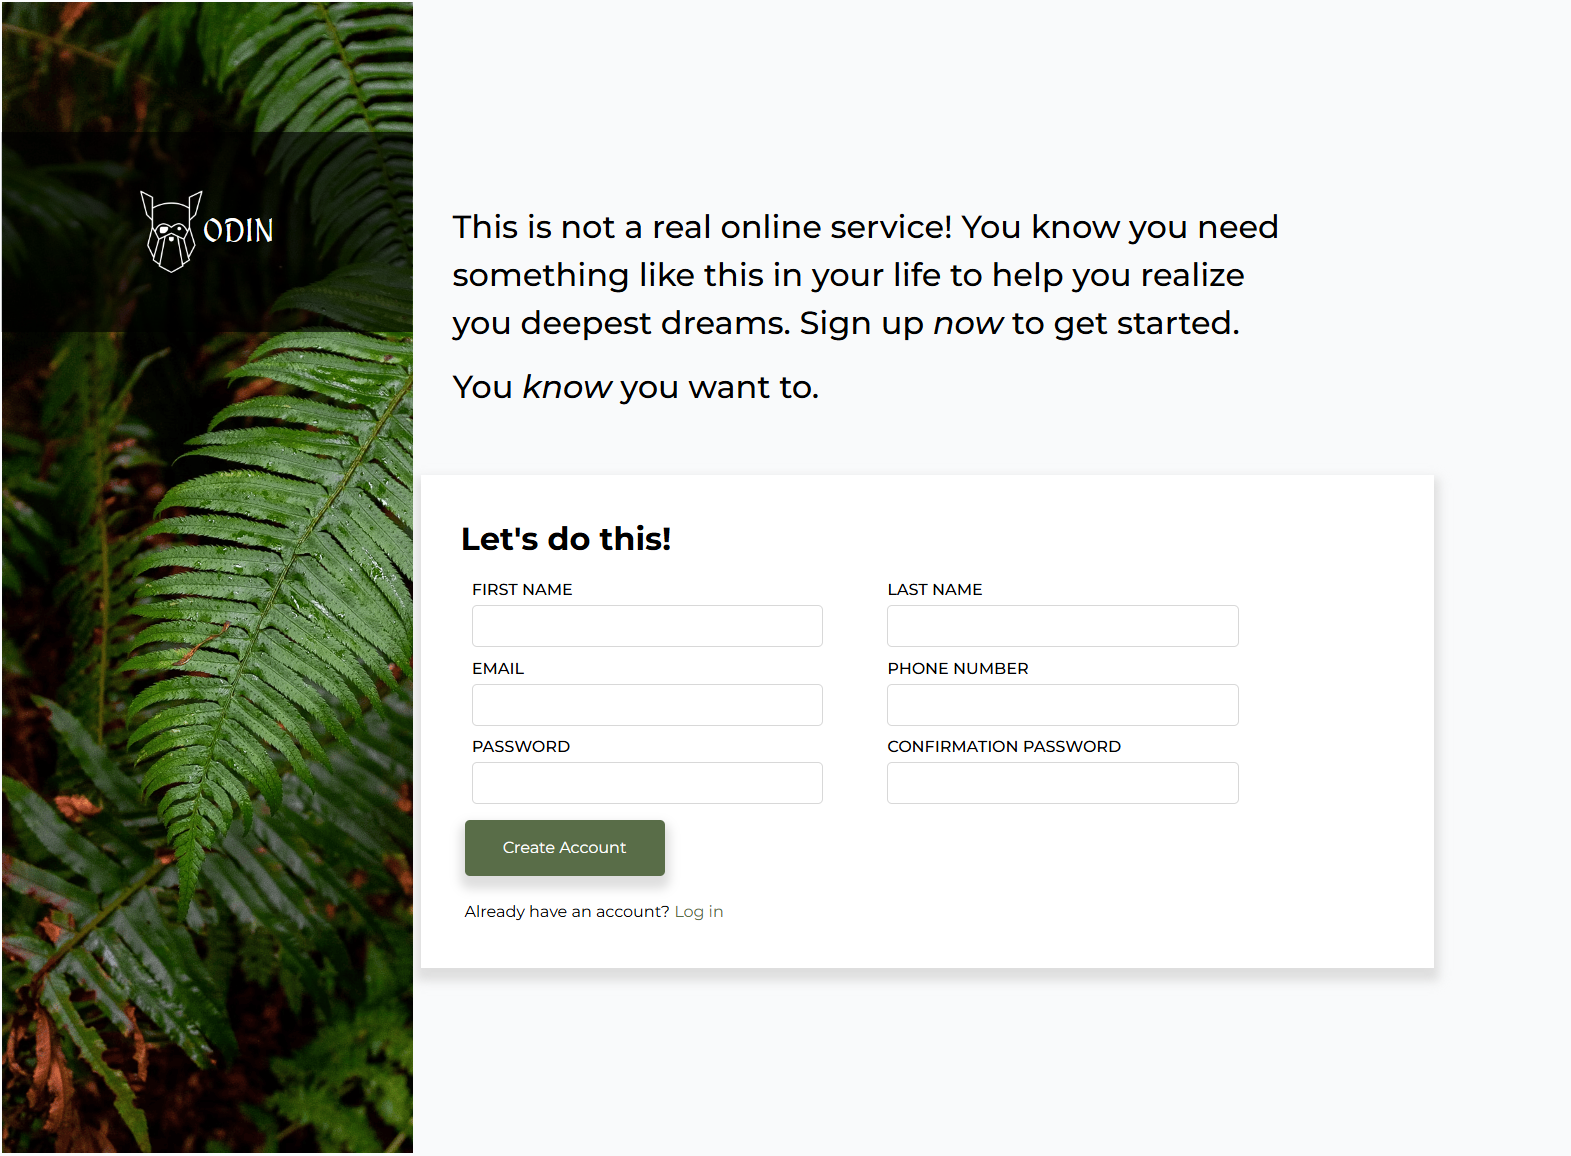 ODIN
This is not a real online service! You know you need
something like this in your life to help you realize
you deepest dreams. Sign up now to get started.
You know you want to.
Let's do this!
FIRST NAME
LAST NAME
EMAIL
PHONE NUMBER
PASSWORD
CONFIRMATION PASSWORD
Create Account
Already have an account? Log in